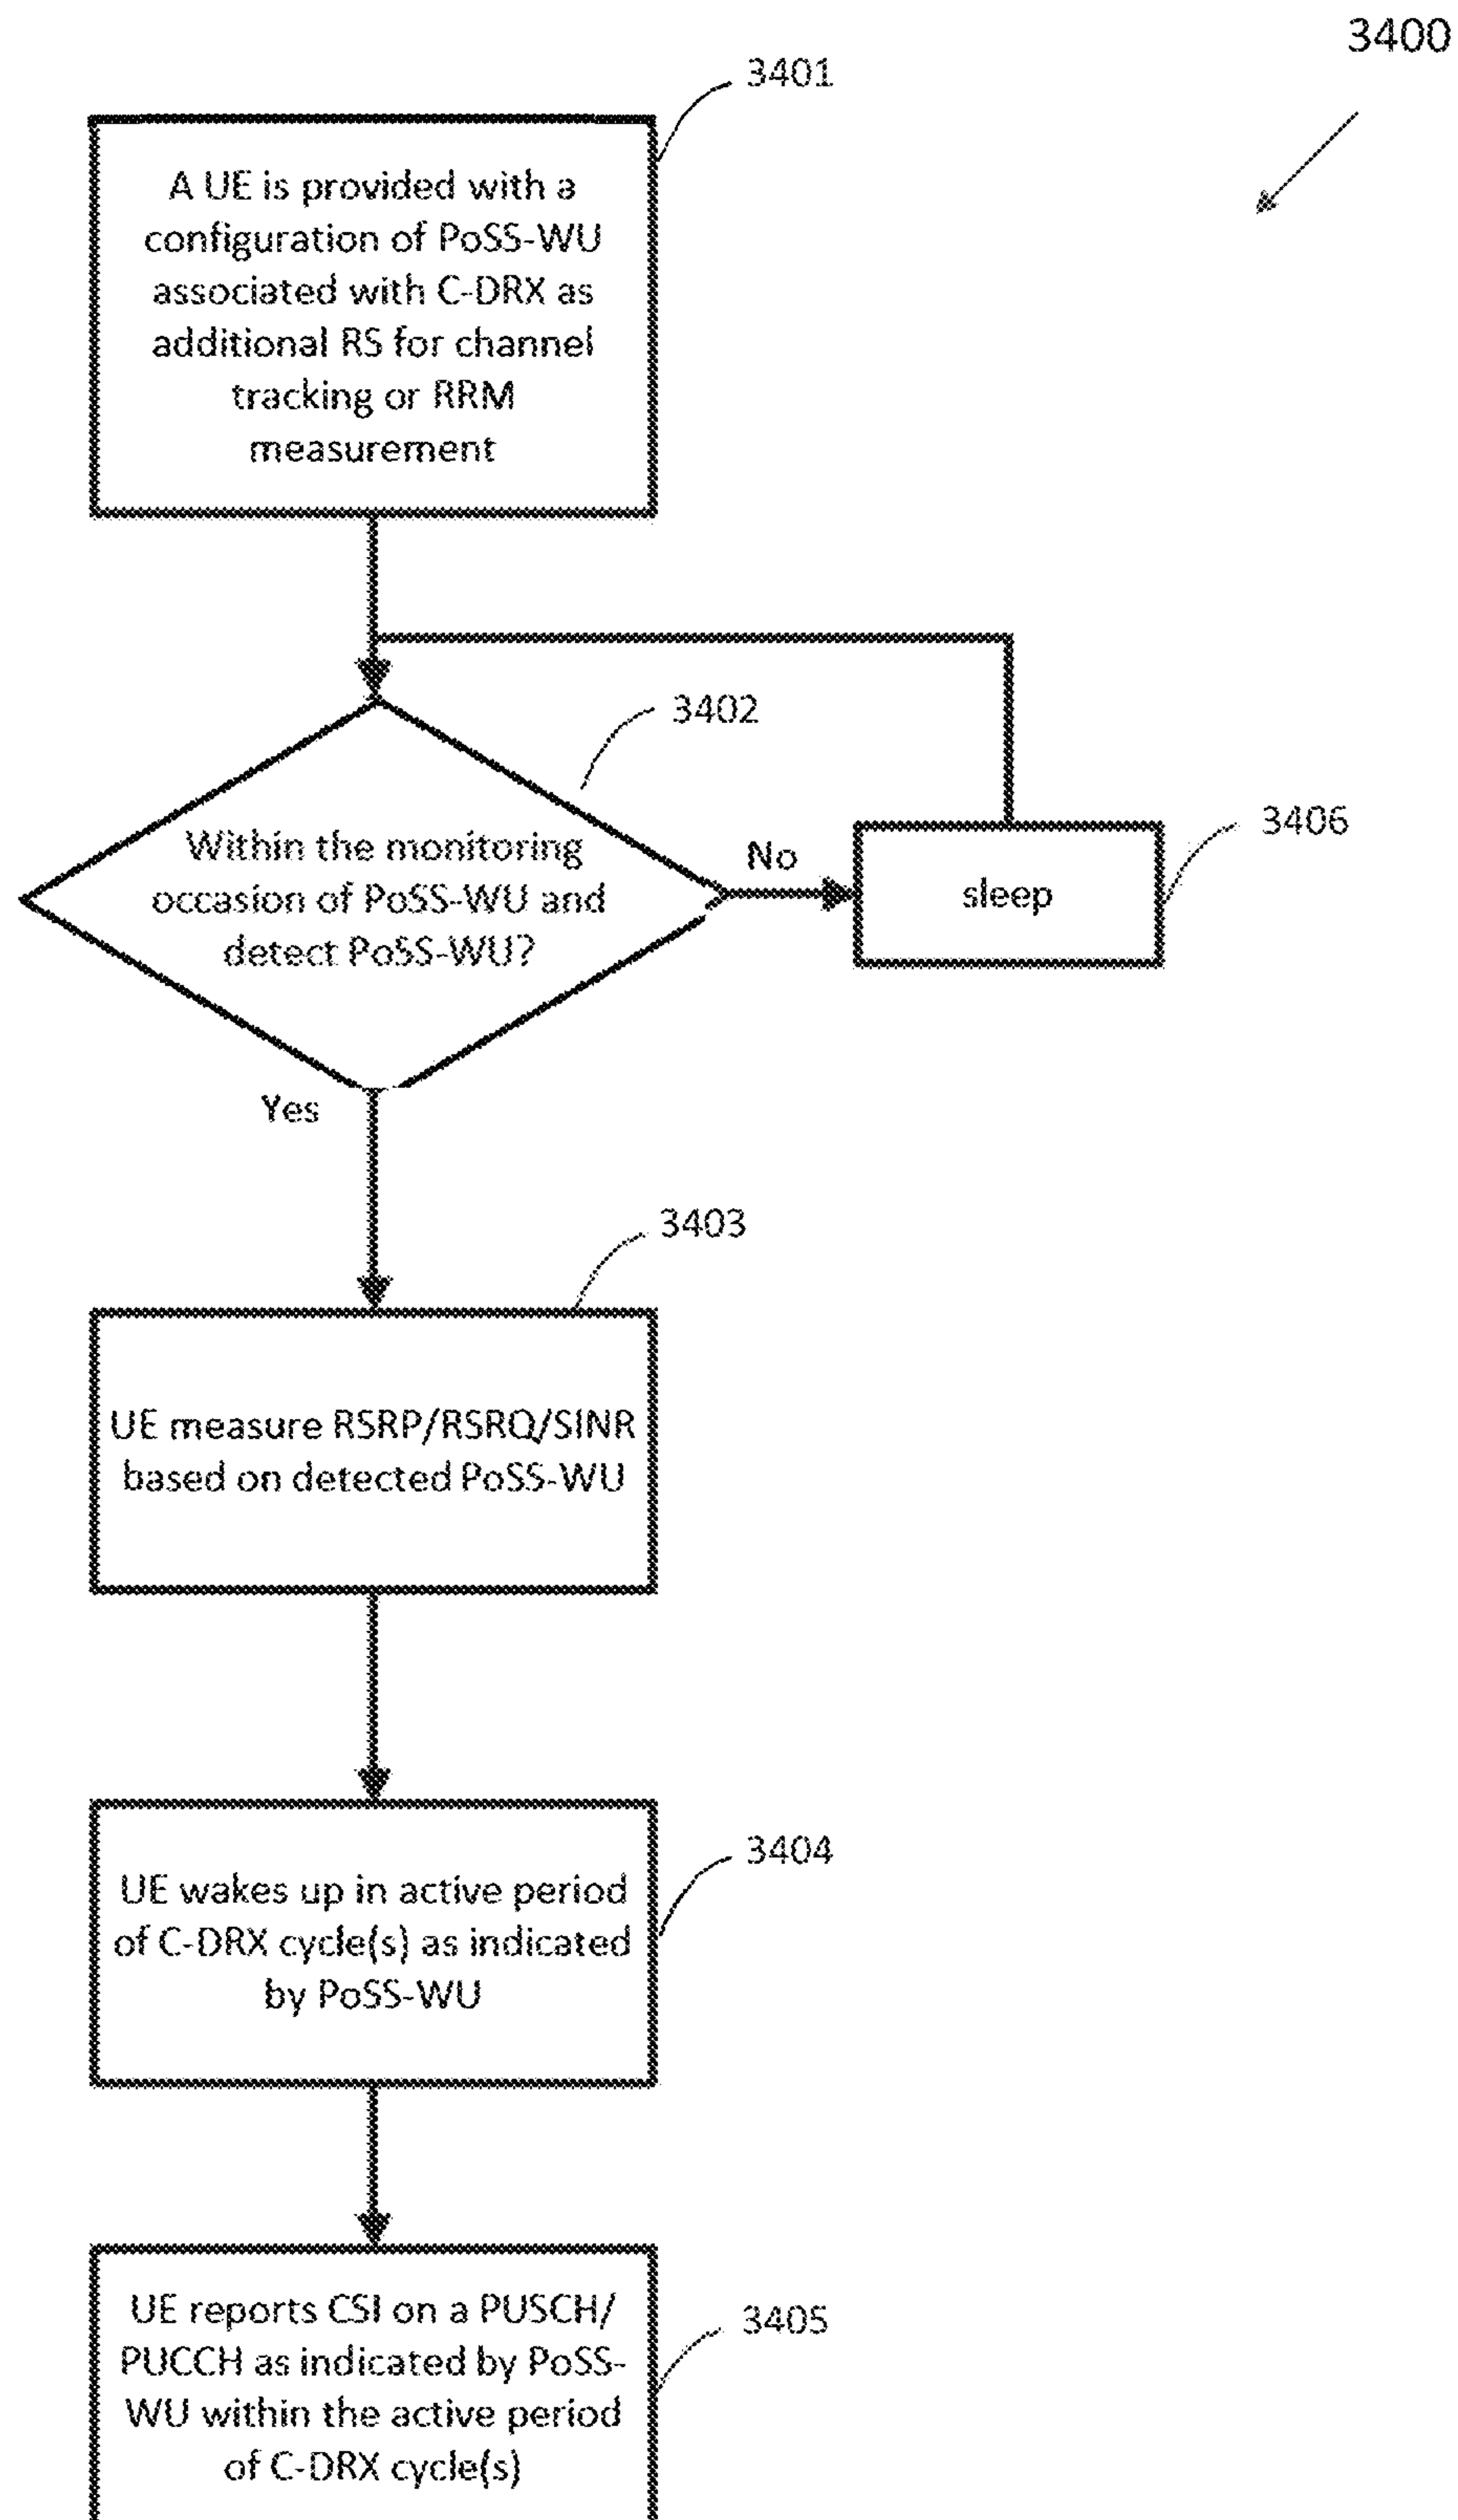 3400
3401
A UE is provided with a
configuration of PoSS-WU
associated with C-DRX as
additional RS for channel
tracking or RRM
measurement
3402
Within the monitoring
occasion of PoSS-WU and
detect PoSS-WU?
No
3406
sleep
Yes
3403
UE measure RSRP/RSRQ/SINR
based on detected PoSS-WU
3404
UE wakes up in active period
of C-DRX cycle(s) as indicated
by PoSS-WU
3405
UE reports CSI on a PUSCH/
PUCCH as indicated by PoSS-
WU within the active period
of C-DRX cycle(s)